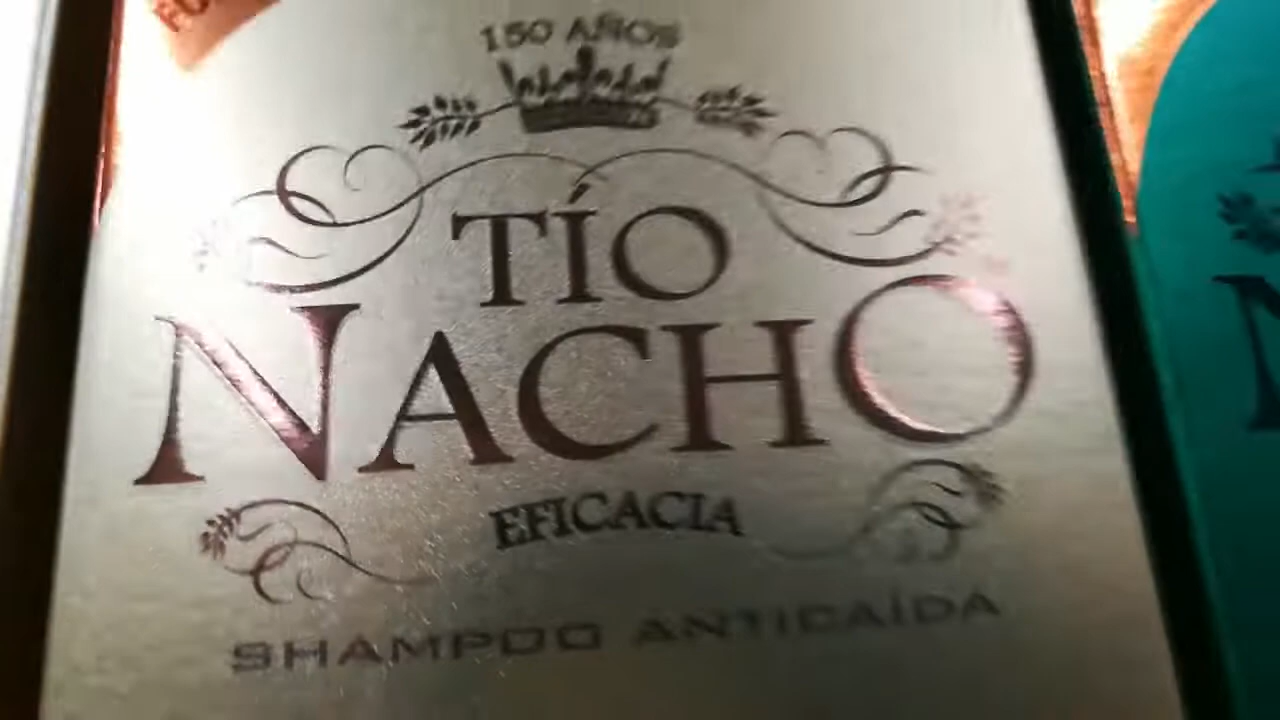 150 AÑOS
TÍO
NACHO
EFICACIA
SHAMPOO ANTICAÍDA